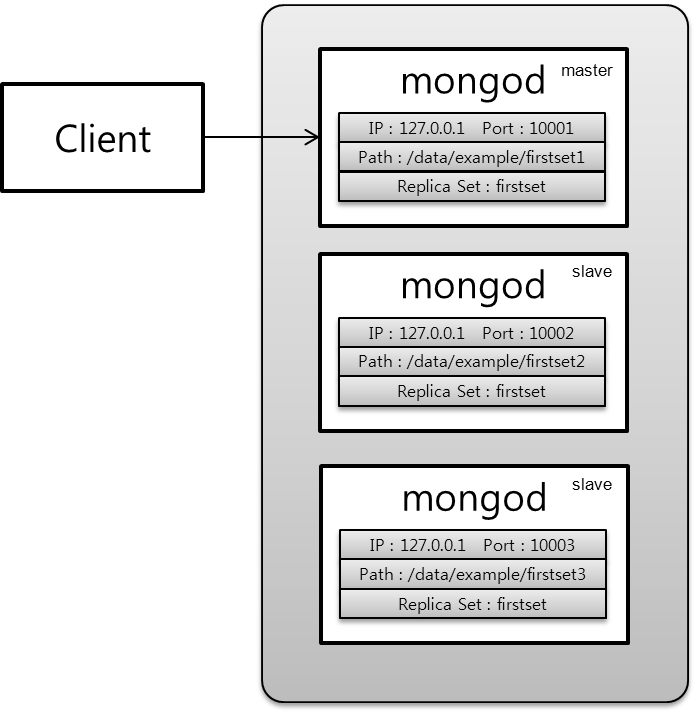 Client
mongod master
IP : 127.0.0.1 Port : 10001
Path : /data/example/firstset1
Replica Set : firstset
mongod slave
IP : 127.0.0.1 Port : 10002
Path : /data/example/firstset2
Replica Set : firstset
mongod slave
IP : 127.0.0.1 Port : 10003
Path : /data/example/firstset3
Replica Set : firstset